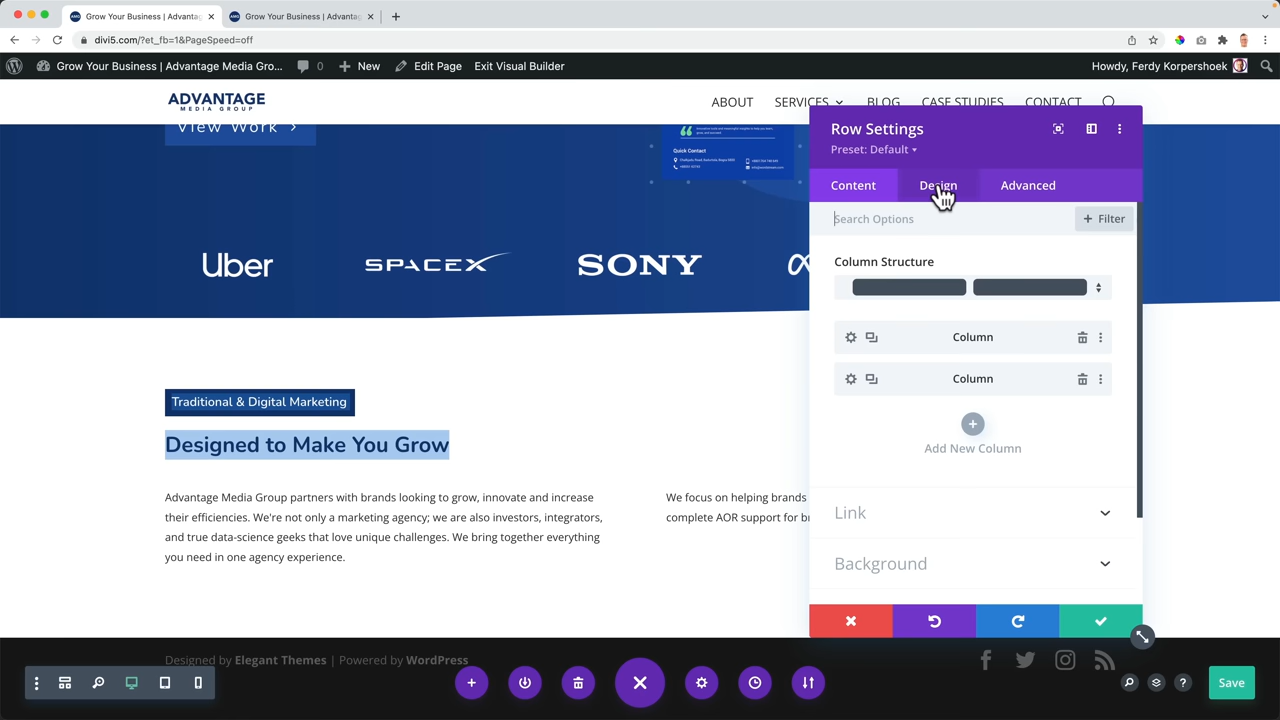 Grow Your Business | Advantag
Grow Your Business | Advantag
divi5.com/?et_fb=1&PageSpeed=off
Grow Your Business | Advantage Media Gro...
0
New
Edit Page
Exit Visual Builder
Howdy, Ferdy Korpershoek
ADVANTAGE
MEDIA GROUP
ABOUT
SERVICES
BLOG
CASE STUDIES
CONTACT
View Work
Quick Contact
Uber
SPACEX
SONY
Traditional & Digital Marketing
Designed to Make You Grow
Advantage Media Group partners with brands looking to grow, innovate and increase
their efficiencies. We're not only a marketing agency; we are also investors, integrators,
and true data-science geeks that love unique challenges. We bring together everything
you need in one agency experience.
We focus on helping brands
complete AOR support for br
Row Settings
Preset: Default
Content
Design
Advanced
Search Options
+ Filter
Column Structure
Column
Column
Add New Column
Link
Background
Designed by Elegant Themes | Powered by WordPress
Save